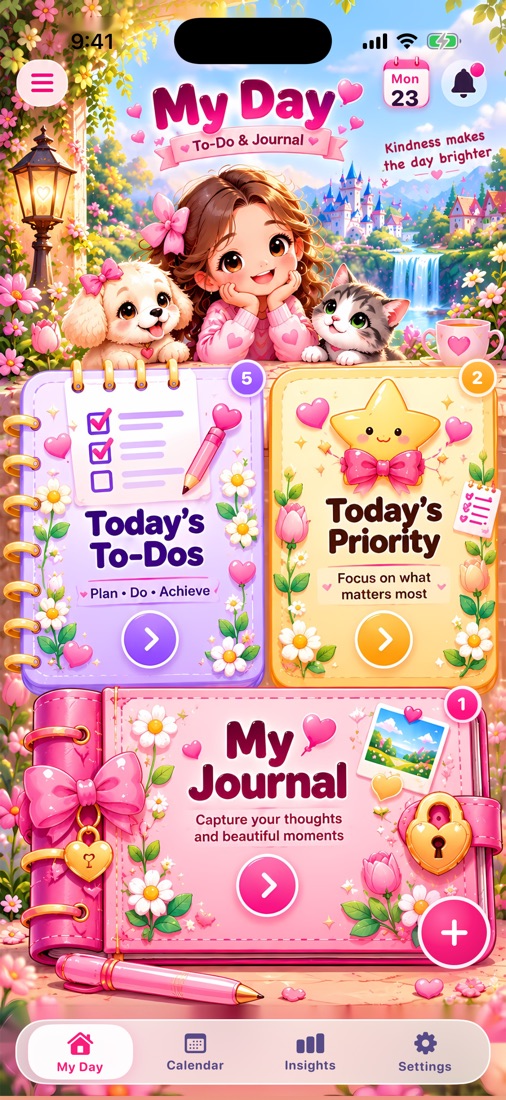 9:41
My Day
To-Do & Journal
Mon
23
Kindness makes
the day brighter
5
2
Today's
To-Dos
Plan • Do • Achieve
Today's
Priority
Focus on what
matters most
1
My
Journal
Capture your thoughts
and beautiful moments
My Day
Calendar
Insights
Settings